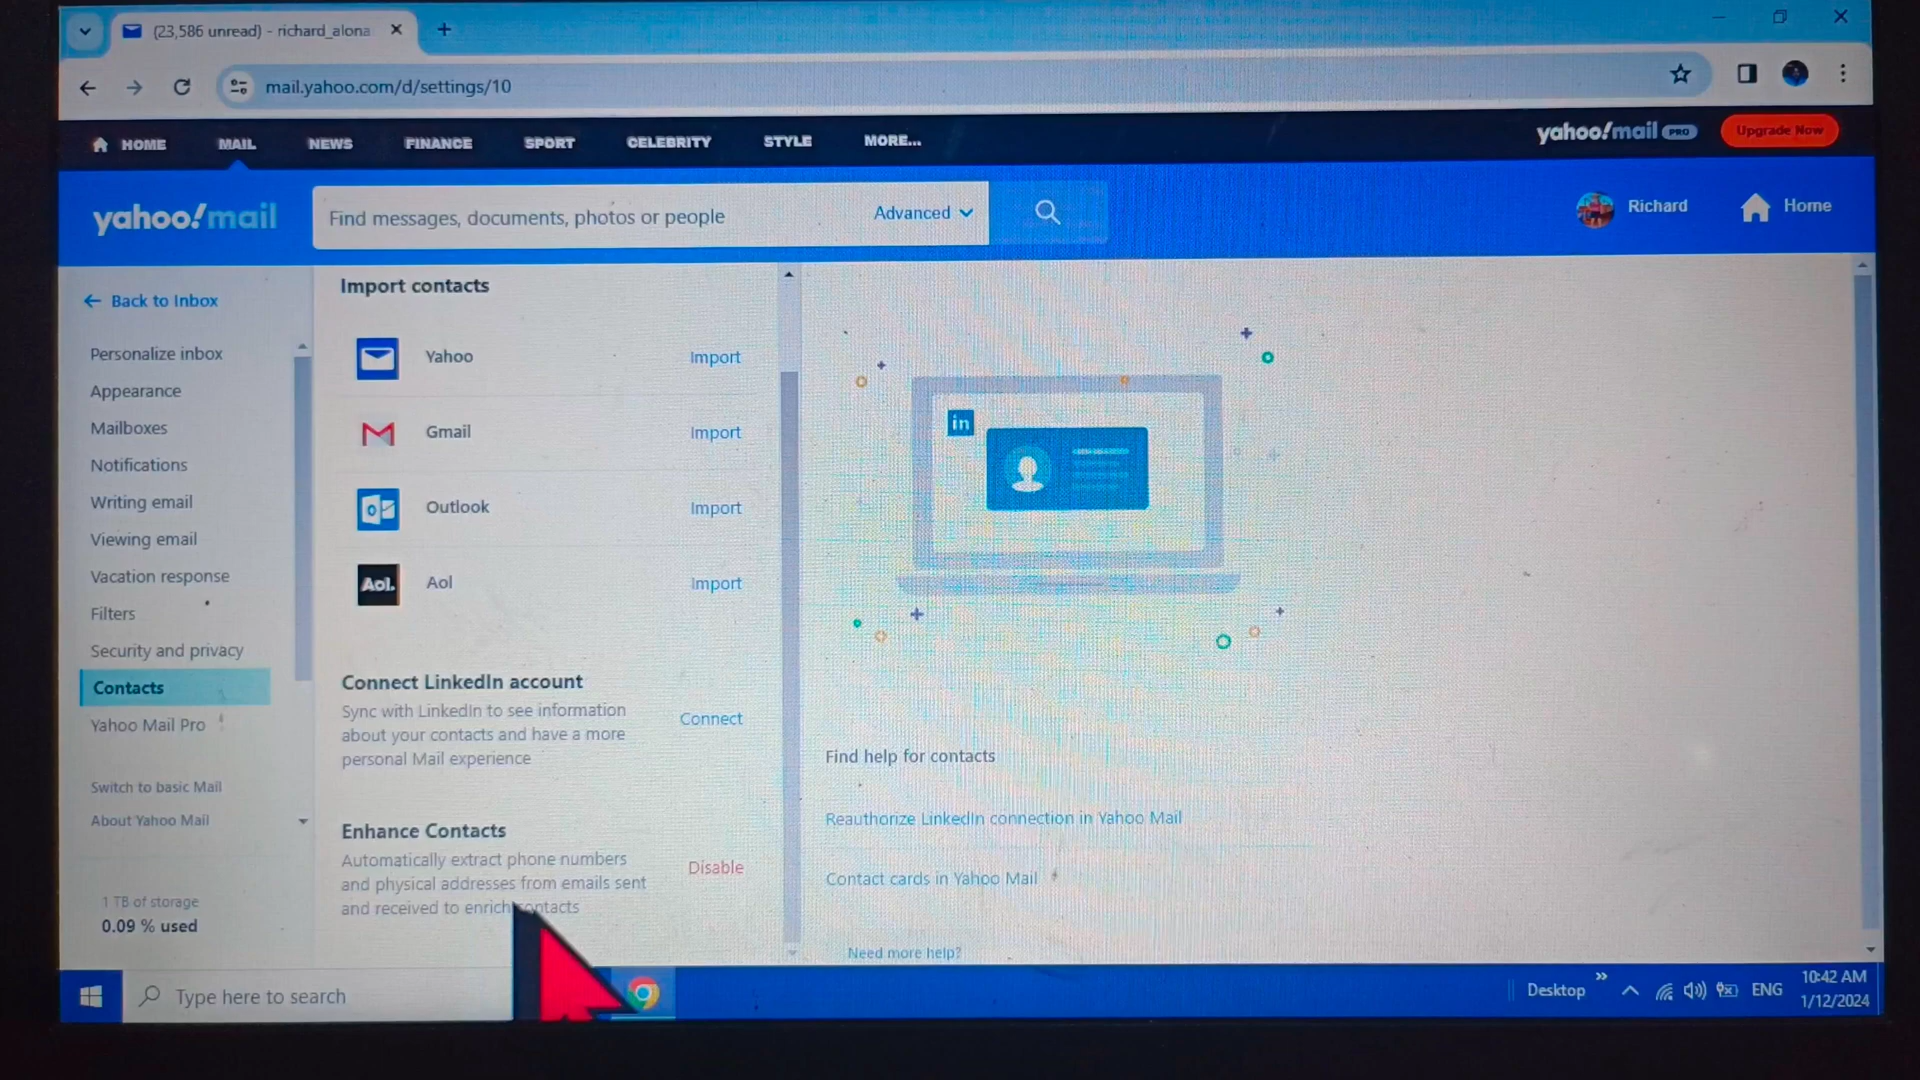 (23,586 unread) - richard_alona
mail.yahoo.com/d/settings/10
HOME MAIL NEWS FINANCE SPORT CELEBRITY STYLE MORE...
yahoo!mail PRO Upgrade Now
yahoo!mail
Find messages, documents, photos or people
Advanced
Richard
Home
Back to Inbox
Personalize inbox
Appearance
Mailboxes
Notifications
Writing email
Viewing email
Vacation response
Filters
Security and privacy
Contacts
Yahoo Mail Pro
Switch to basic Mail
About Yahoo Mail
1 TB of storage
0.09 % used
Import contacts
Yahoo Import
Gmail Import
Outlook Import
Aol. Aol Import
Connect LinkedIn account
Sync with LinkedIn to see information
about your contacts and have a more
personal Mail experience
Connect
Enhance Contacts
Automatically extract phone numbers
and physical addresses from emails sent
and received to enrich contacts
Disable
in
Find help for contacts
Reauthorize LinkedIn connection in Yahoo Mail
Contact cards in Yahoo Mail
Need more help?
Type here to search
Desktop
ENG
10:42 AM
1/12/2024